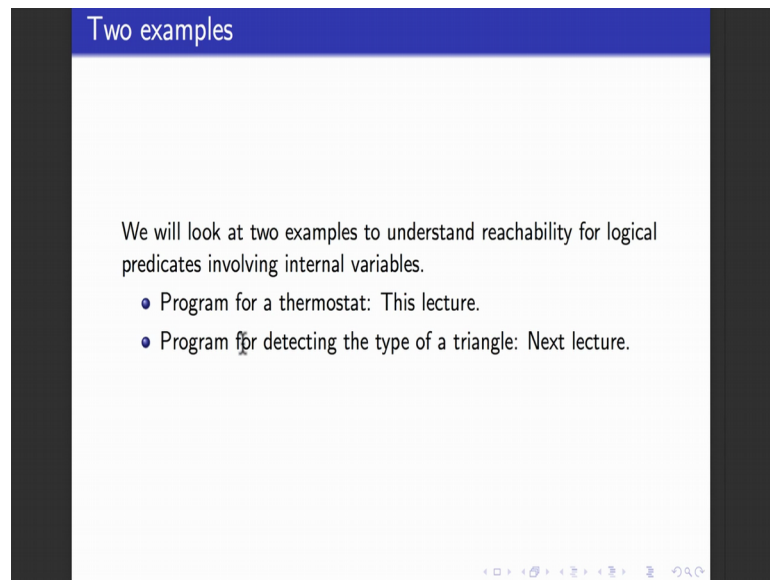 Two examples
We will look at two examples to understand reachability for logical
predicates involving internal variables.
Program for a thermostat: This lecture.
Program for detecting the type of a triangle: Next lecture.